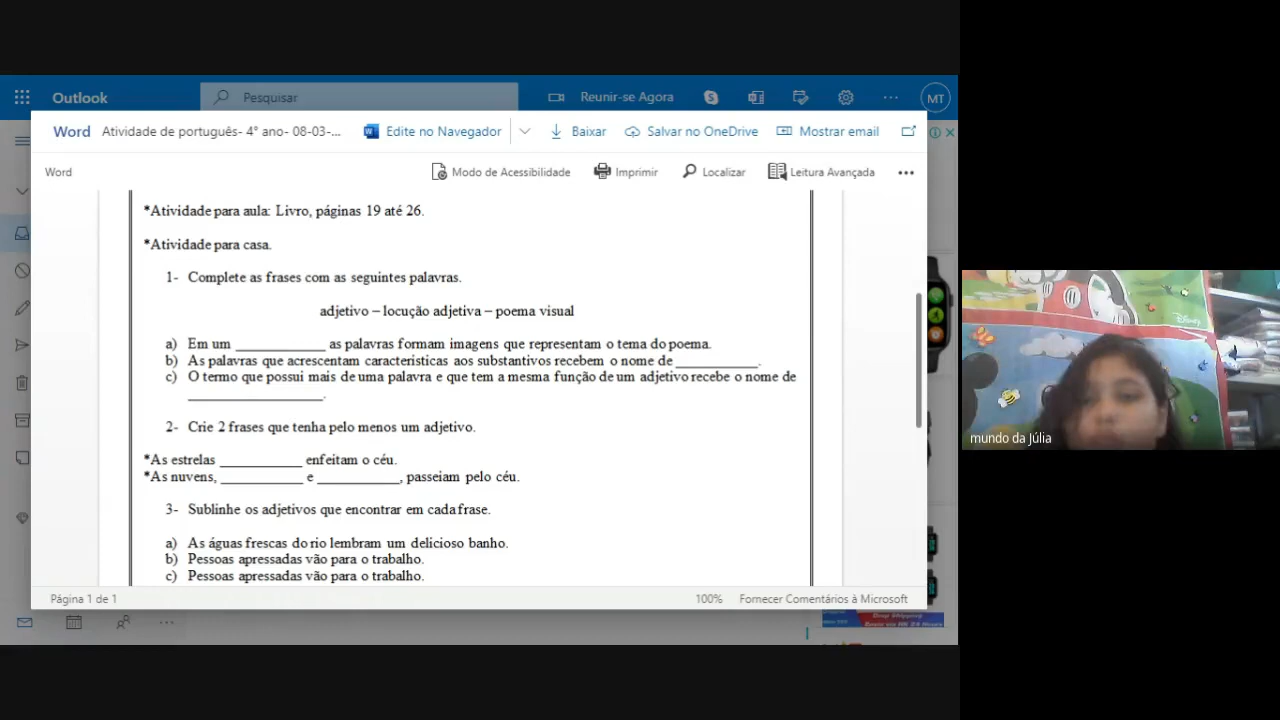 Outlook
Pesquisar
Reunir-se Agora
MT
Word
Atividade de português- 4° ano- 08-03-...
Edite no Navegador
Baixar
Salvar no OneDrive
Mostrar email
Word
Modo de Acessibilidade
Imprimir
Localizar
Leitura Avançada
*Atividade para aula: Livro, páginas 19 até 26.
*Atividade para casa.
1- Complete as frases com as seguintes palavras.
adjetivo – locução adjetiva – poema visual
a) Em um ____________ as palavras formam imagens que representam o tema do poema.
b) As palavras que acrescentam características aos substantivos recebem o nome de ___________.
c) O termo que possui mais de uma palavra e que tem a mesma função de um adjetivo recebe o nome de
__________________.
2- Crie 2 frases que tenha pelo menos um adjetivo.
*As estrelas ___________ enfeitam o céu.
*As nuvens, ___________ e ___________, passeiam pelo céu.
3- Sublinhe os adjetivos que encontrar em cada frase.
a) As águas frescas do rio lembram um delicioso banho.
b) Pessoas apressadas vão para o trabalho.
c) Pessoas apressadas vão para o trabalho.
Página 1 de 1
100%
Fornecer Comentários à Microsoft
Disney
mundo da Júlia